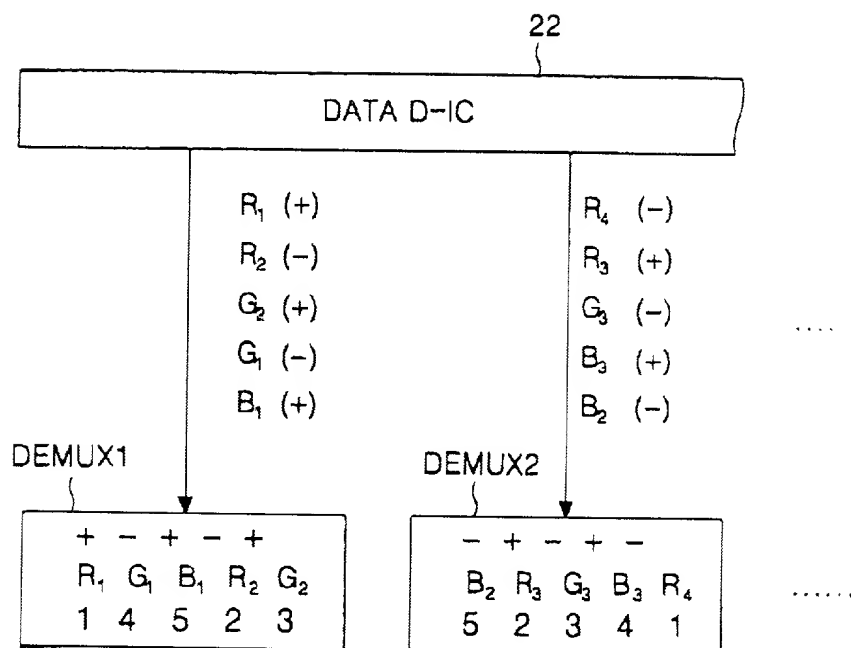 22
DATA D-IC
R₁ (+)
R₂ (−)
G₂ (+)
G₁ (−)
B₁ (+)
R₄ (−)
R₃ (+)
G₃ (−)
B₃ (+)
B₂ (−)
....
DEMUX1
+ − + − +
R₁ G₁ B₁ R₂ G₂
1 4 5 2 3
DEMUX2
− + − + −
B₂ R₃ G₃ B₃ R₄
5 2 3 4 1
......